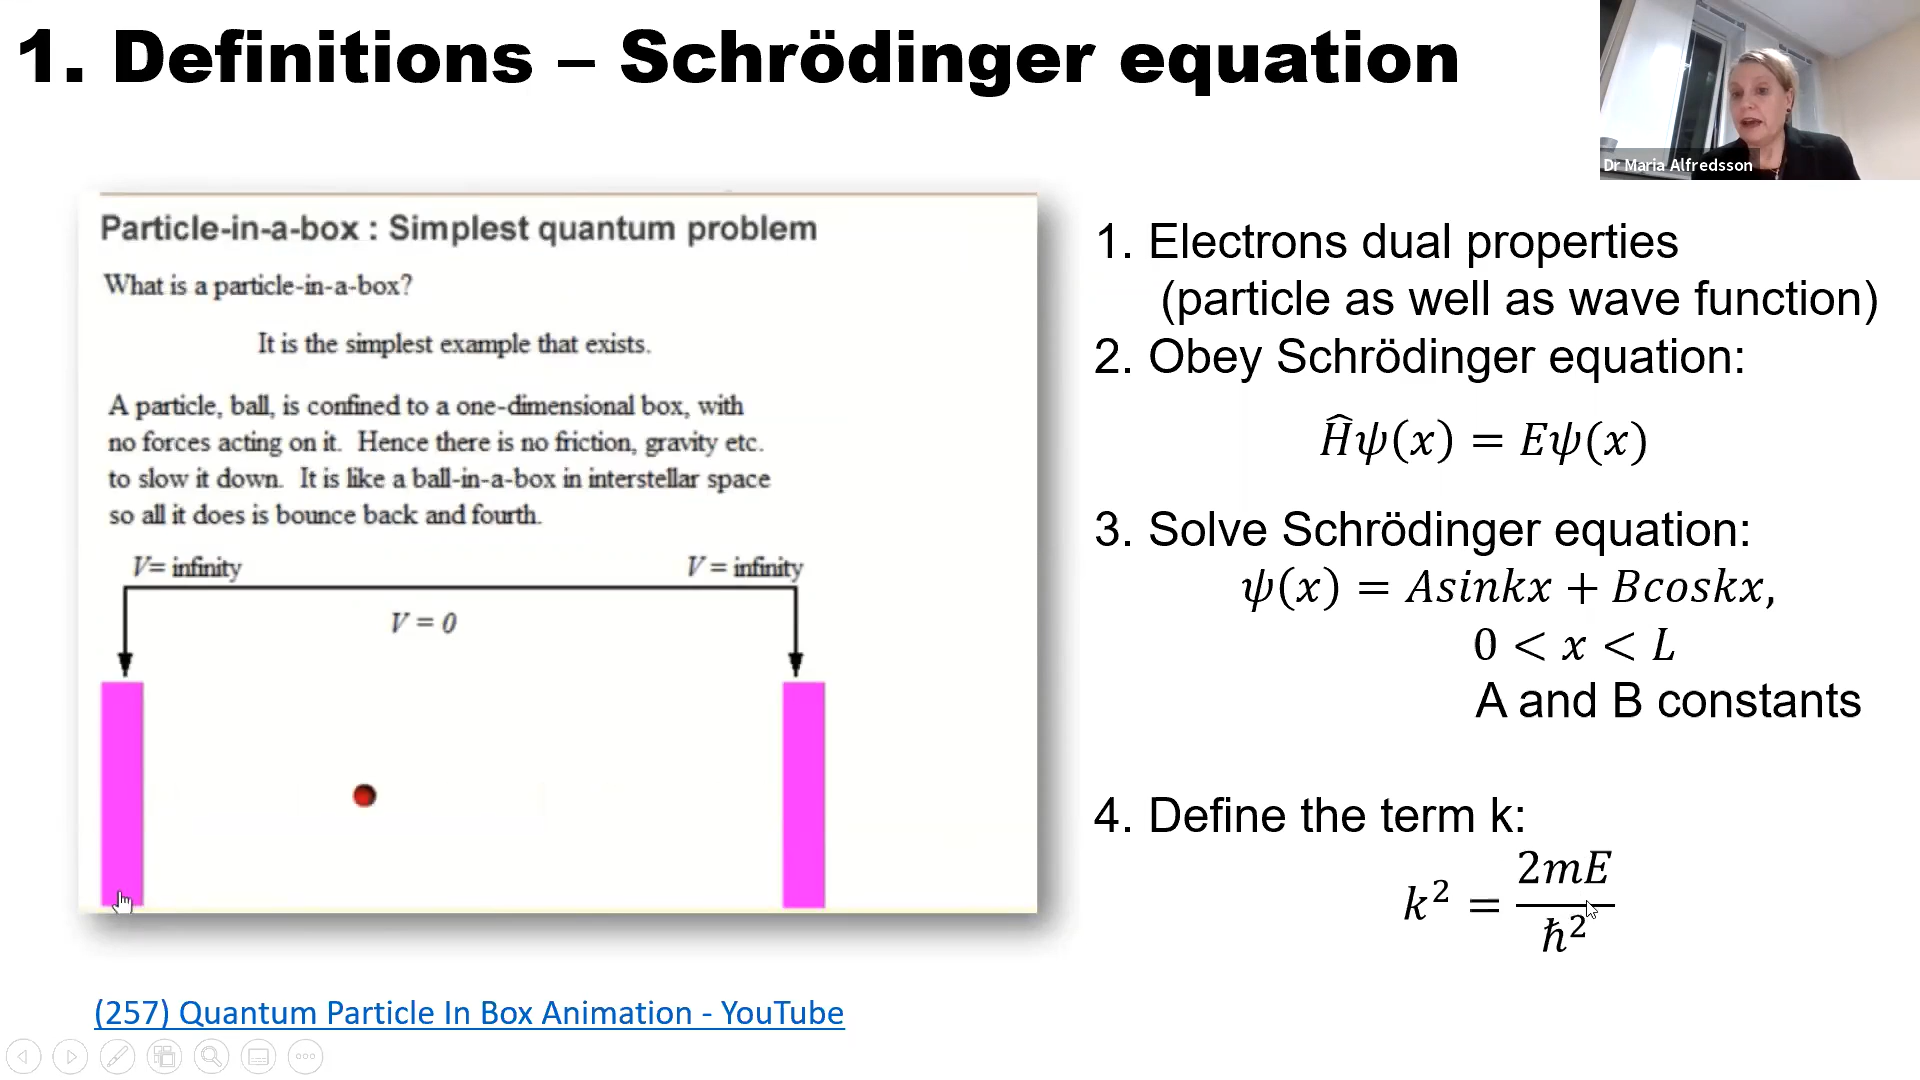 1. Definitions – Schrödinger equation
Dr Maria Alfredsson
Particle-in-a-box : Simplest quantum problem
What is a particle-in-a-box?
It is the simplest example that exists.
A particle, ball, is confined to a one-dimensional box, with
no forces acting on it. Hence there is no friction, gravity etc.
to slow it down. It is like a ball-in-a-box in interstellar space
so all it does is bounce back and fourth.
V= infinity
V = infinity
V = 0
(257) Quantum Particle In Box Animation - YouTube
1. Electrons dual properties
(particle as well as wave function)
2. Obey Schrödinger equation:
Ĥψ(x) = Eψ(x)
3. Solve Schrödinger equation:
ψ(x) = Asinkx + Bcoskx,
0 < x < L
A and B constants
4. Define the term k:
k² = 2mE / ħ²